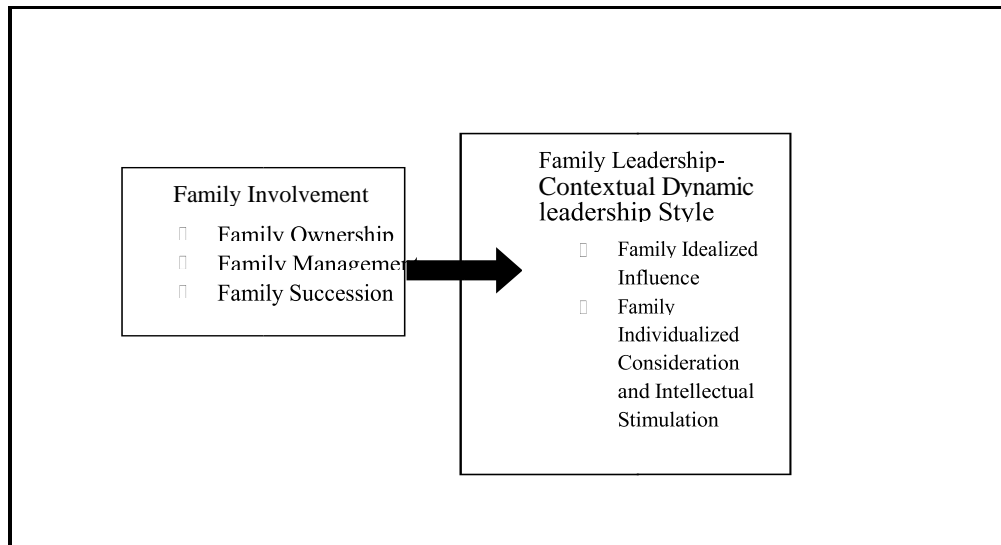 Family Involvement
Family Ownership
Family Management
Family Succession
Family Leadership-
Contextual Dynamic
leadership Style
Family Idealized
Influence
Family
Individualized
Consideration
and Intellectual
Stimulation